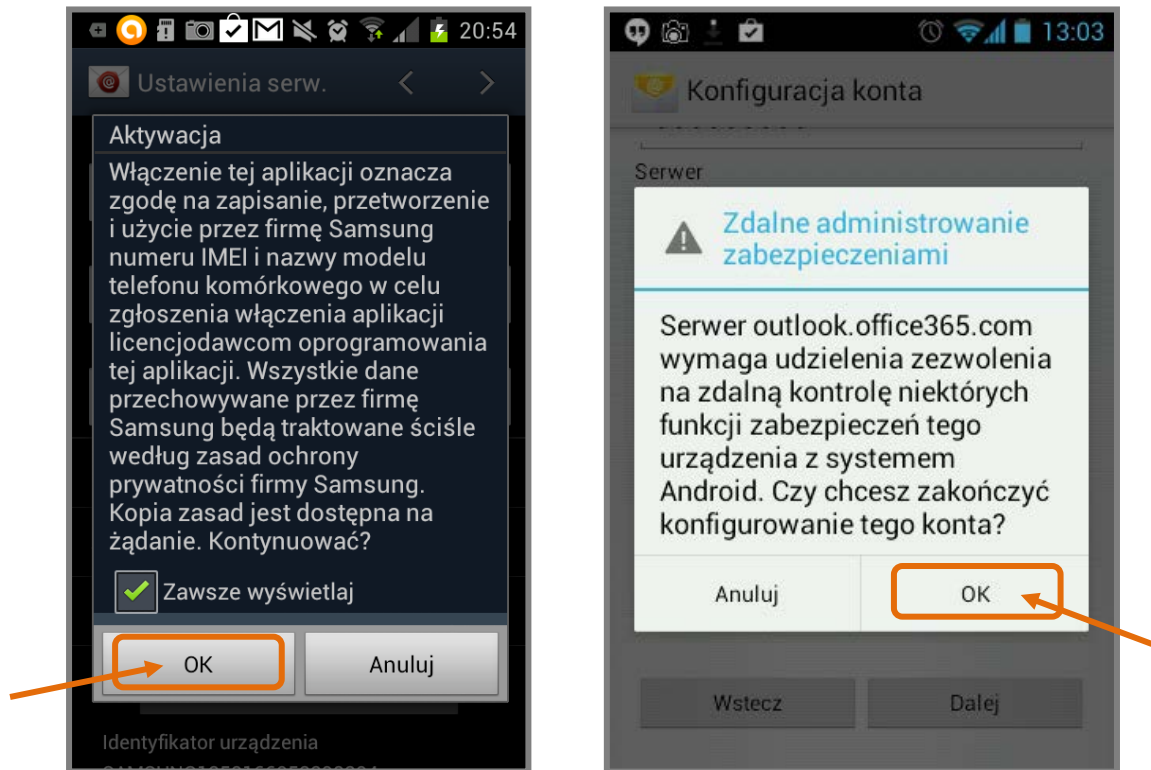 20:54
Ustawienia serw.
Aktywacja
Włączenie tej aplikacji oznacza
zgodę na zapisanie, przetworzenie
i użycie przez firmę Samsung
numeru IMEI i nazwy modelu
telefonu komórkowego w celu
zgłoszenia włączenia aplikacji
licencjodawcom oprogramowania
tej aplikacji. Wszystkie dane
przechowywane przez firmę
Samsung będą traktowane ściśle
według zasad ochrony
prywatności firmy Samsung.
Kopia zasad jest dostępna na
żądanie. Kontynuować?
Zawsze wyświetlaj
OK Anuluj
Identyfikator urządzenia
13:03
Konfiguracja konta
Serwer
Zdalne administrowanie
zabezpieczeniami
Serwer outlook.office365.com
wymaga udzielenia zezwolenia
na zdalną kontrolę niektórych
funkcji zabezpieczeń tego
urządzenia z systemem
Android. Czy chcesz zakończyć
konfigurowanie tego konta?
Anuluj OK
Wstecz Dalej